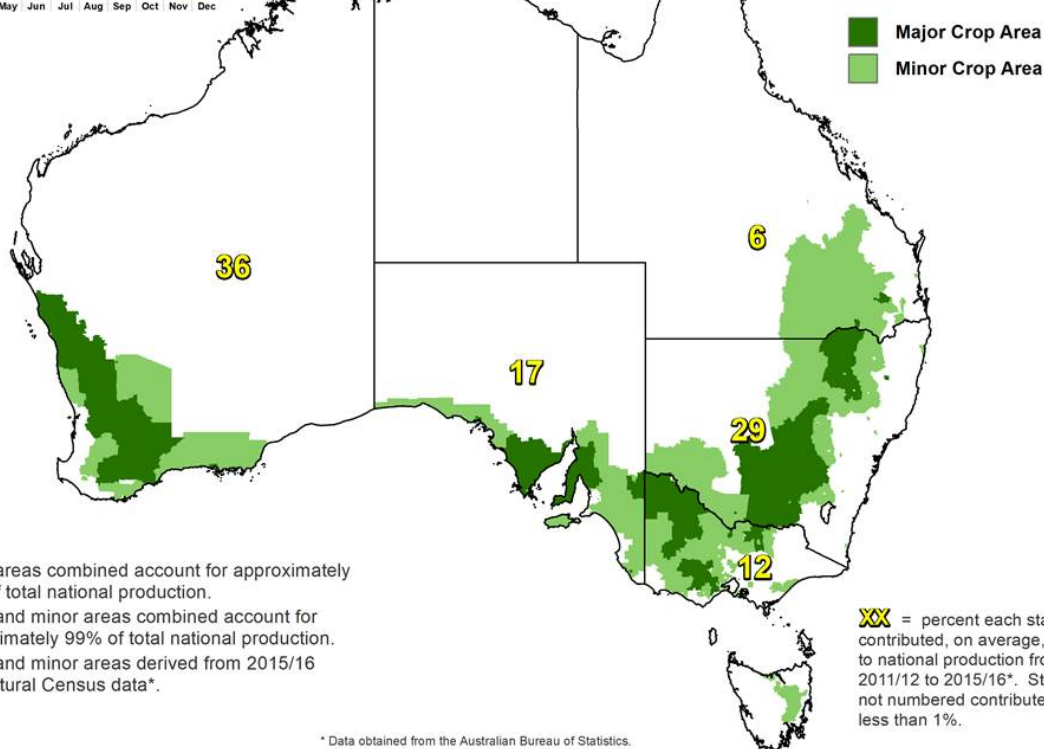 May Jun Jul Aug Sep Oct Nov Dec
Major Crop Area
Minor Crop Area
6
36
17
29
12
areas combined account for approximately
total national production.
and minor areas combined account for
imately 99% of total national production.
and minor areas derived from 2015/16
tural Census data*.
XX = percent each sta
contributed, on average,
to national production fro
2011/12 to 2015/16*. St
not numbered contribute
less than 1%.
* Data obtained from the Australian Bureau of Statistics.